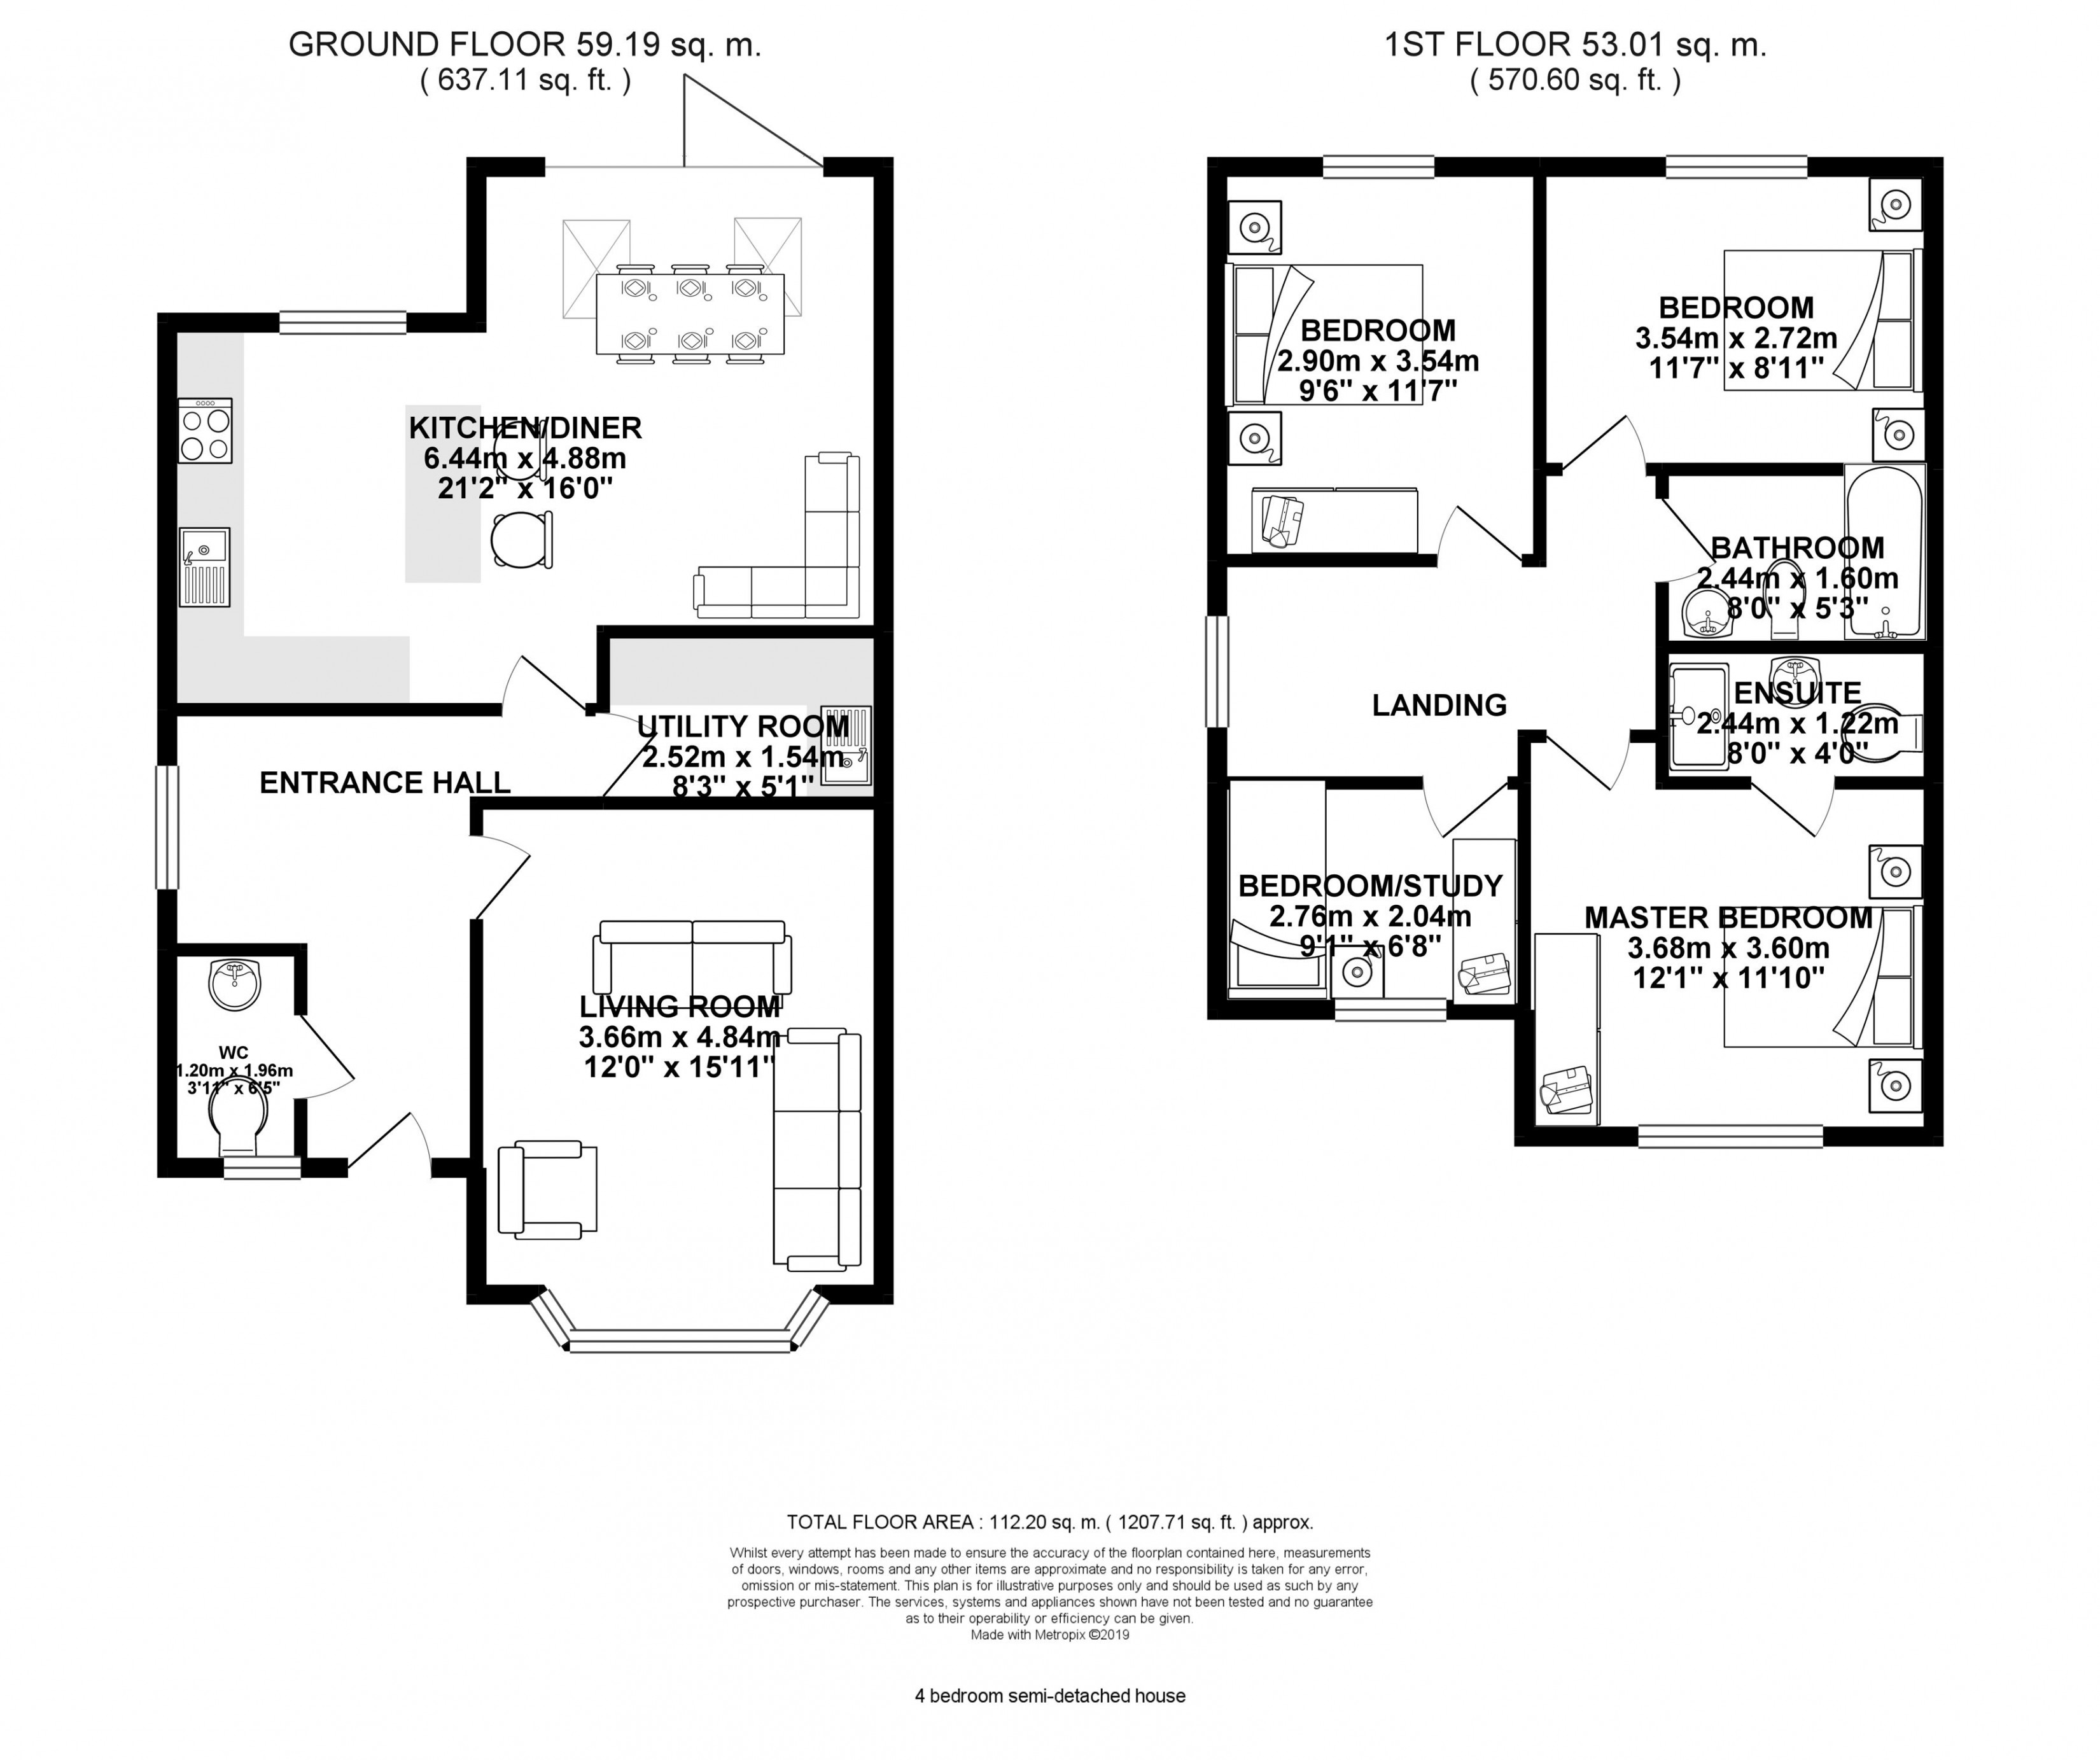 GROUND FLOOR 59.19 sq. m.
( 637.11 sq. ft. )
KITCHEN/DINER
6.44m x 4.88m
21'2" x 16'0"
UTILITY ROOM
2.52m x 1.54m
8'3" x 5'1"
ENTRANCE HALL
LIVING ROOM
3.66m x 4.84m
12'0" x 15'11"
WC
1.20m x 1.96m
3'11" x 6'5"
1ST FLOOR 53.01 sq. m.
( 570.60 sq. ft. )
BEDROOM
2.90m x 3.54m
9'6" x 11'7"
BEDROOM
3.54m x 2.72m
11'7" x 8'11"
BATHROOM
2.44m x 1.60m
8'0" x 5'3"
ENSUITE
2.44m x 1.22m
8'0" x 4'0"
LANDING
BEDROOM/STUDY
2.76m x 2.04m
9'1" x 6'8"
MASTER BEDROOM
3.68m x 3.60m
12'1" x 11'10"
TOTAL FLOOR AREA : 112.20 sq. m. ( 1207.71 sq. ft. ) approx.
Whilst every attempt has been made to ensure the accuracy of the floorplan contained here, measurements
of doors, windows, rooms and any other items are approximate and no responsibility is taken for any error,
omission or mis-statement. This plan is for illustrative purposes only and should be used as such by any
prospective purchaser. The services, systems and appliances shown have not been tested and no guarantee
as to their operability or efficiency can be given.
Made with Metropix ©2019
4 bedroom semi-detached house